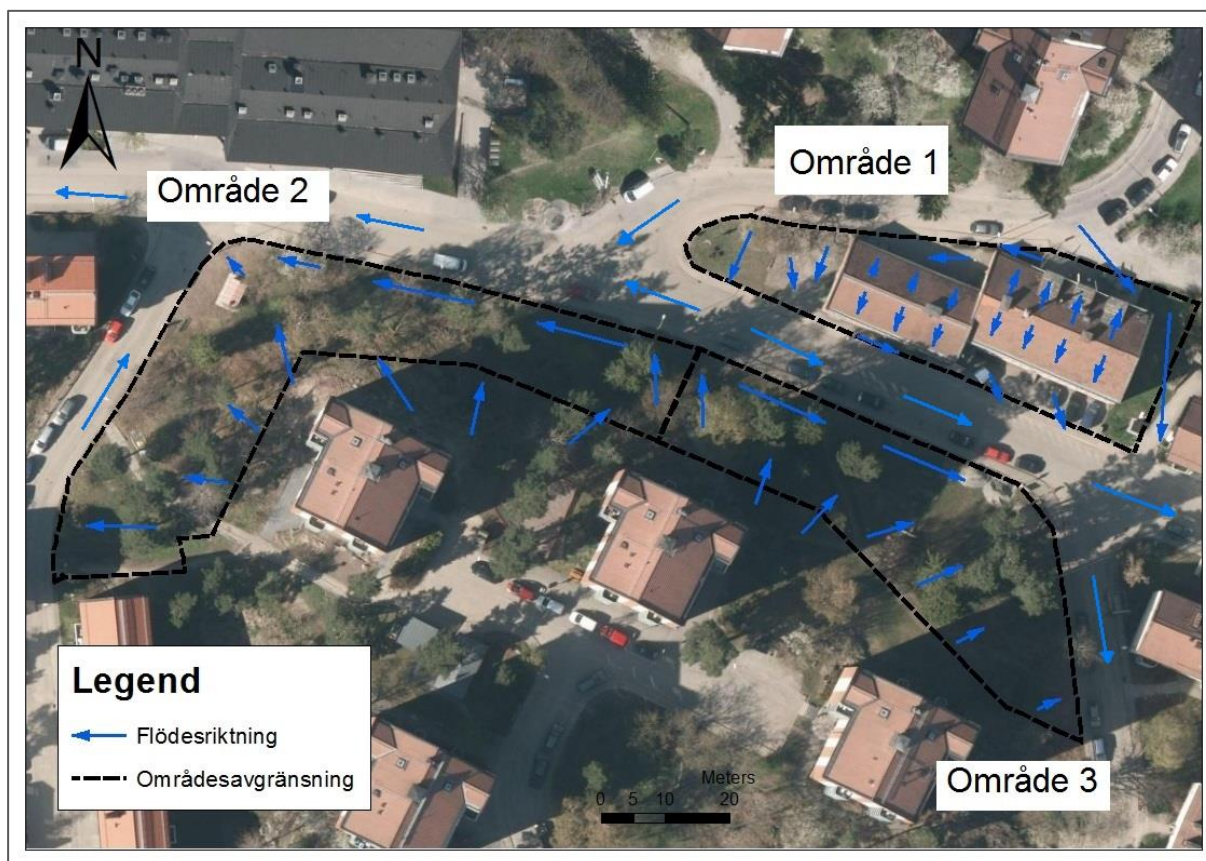 N
Område 1
Område 2
Legend
Flödesriktning
Områdesavgränsning
Meters
0 5 10 20
Område 3